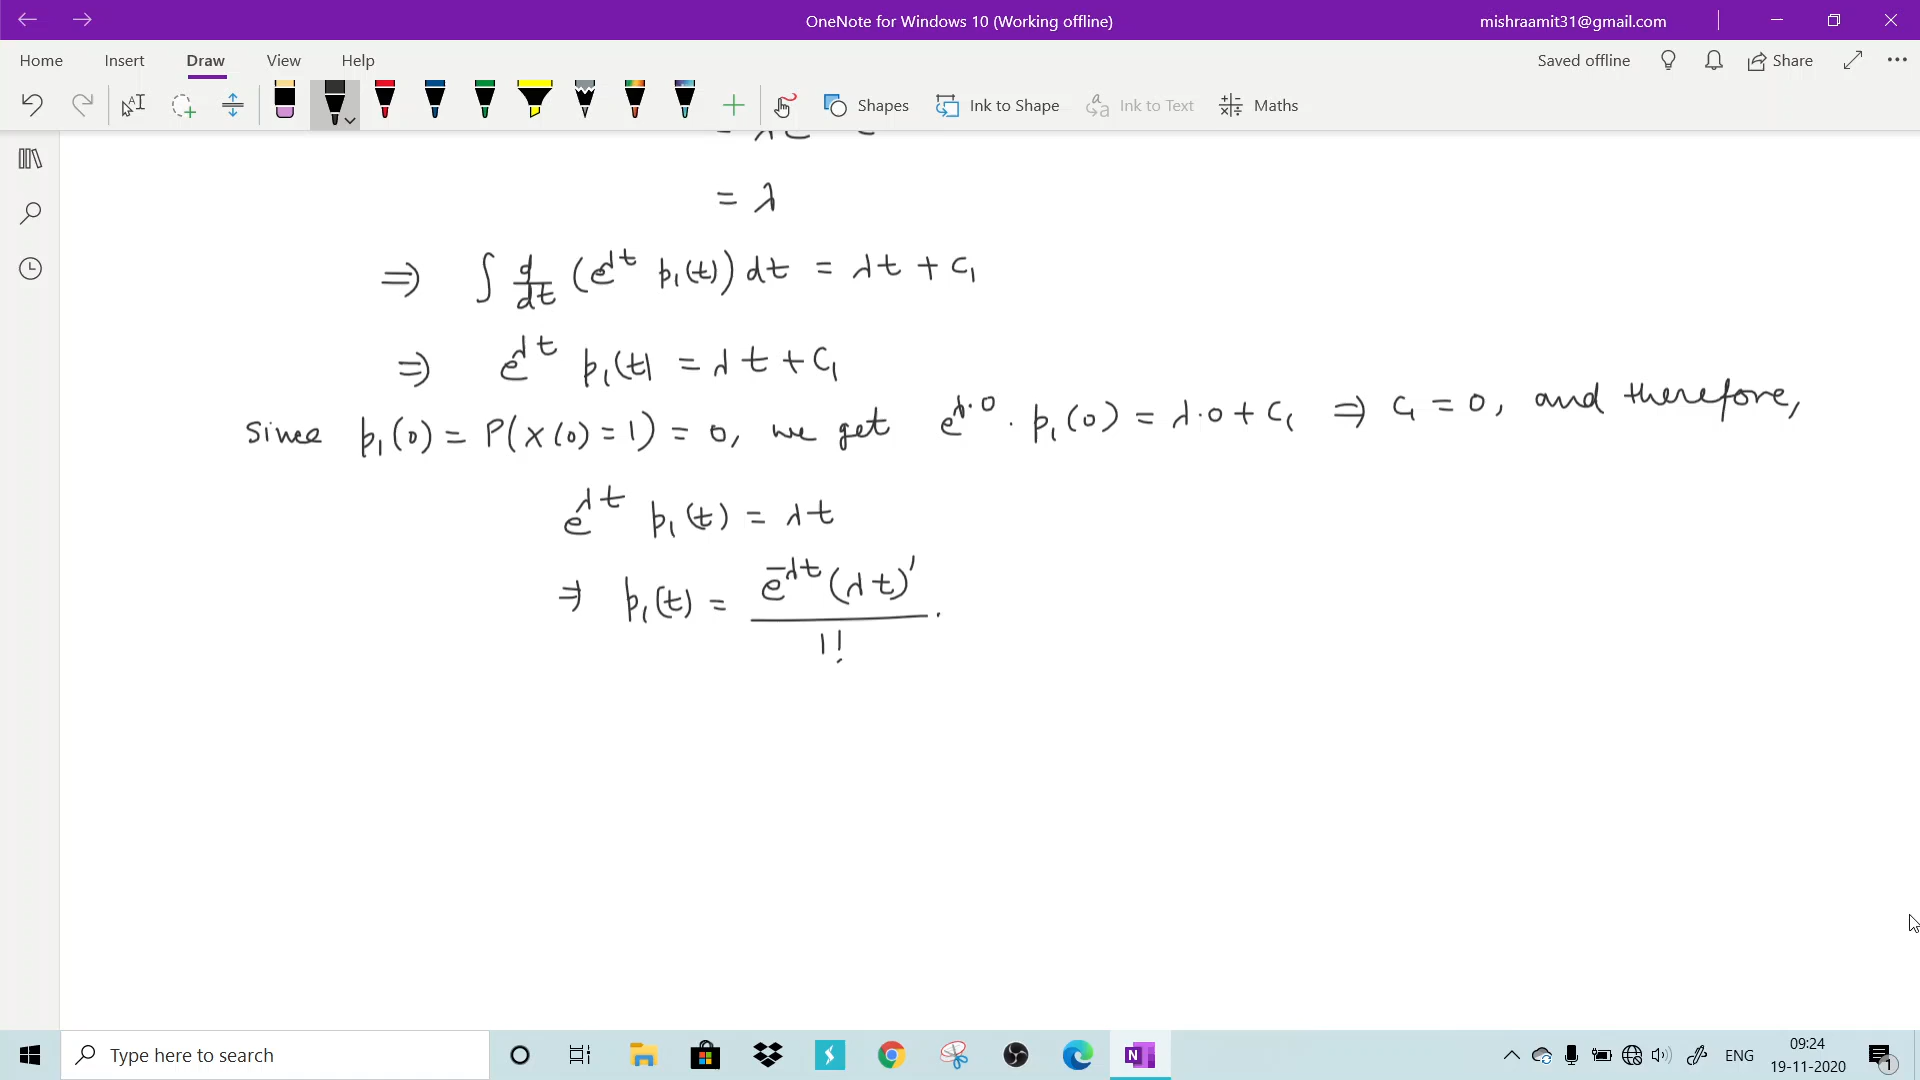 OneNote for Windows 10 (Working offline)
mishraamit31@gmail.com
Home Insert Draw View Help
Saved offline Share
Shapes Ink to Shape Ink to Text Maths
= λ
⇒ ∫ d/dt (e^{λt} p₁(t)) dt = λt + C₁
⇒ e^{λt} p₁(t) = λt + C₁
Since p₁(0) = P(X(0) = 1) = 0, we get e^{λ·0} · p₁(0) = λ·0 + C₁ ⇒ C₁ = 0, and therefore,
e^{λt} p₁(t) = λt
⇒ p₁(t) = e^{-λt} (λt)^1 / 1! .
Type here to search
ENG
09:24
19-11-2020
1